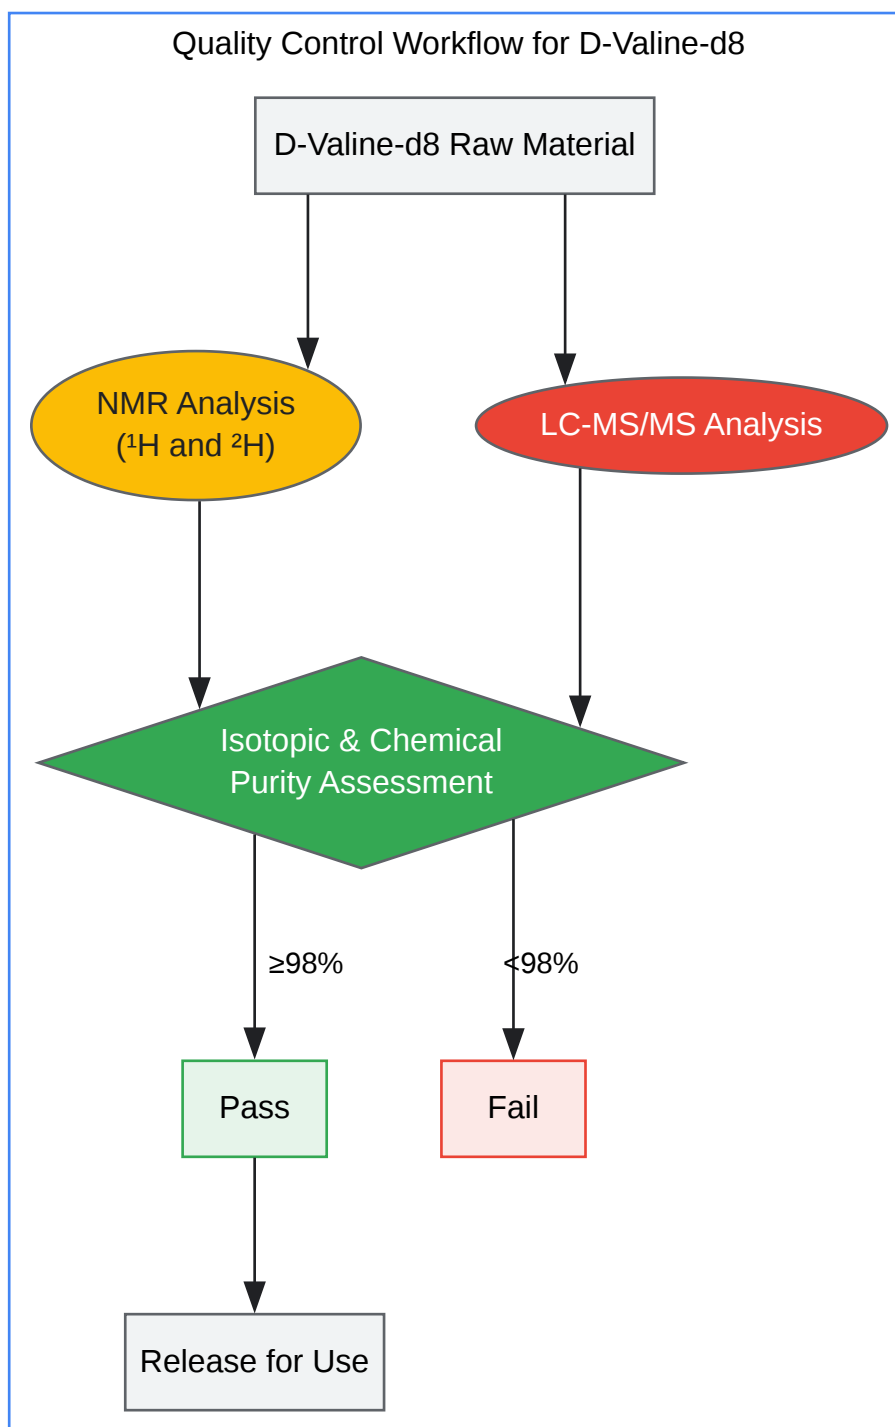 Quality Control Workflow for D-Valine-d8
D-Valine-d8 Raw Material
NMR Analysis
(¹H and ²H)
LC-MS/MS Analysis
Isotopic & Chemical
Purity Assessment
≥98%
<98%
Pass
Fail
Release for Use